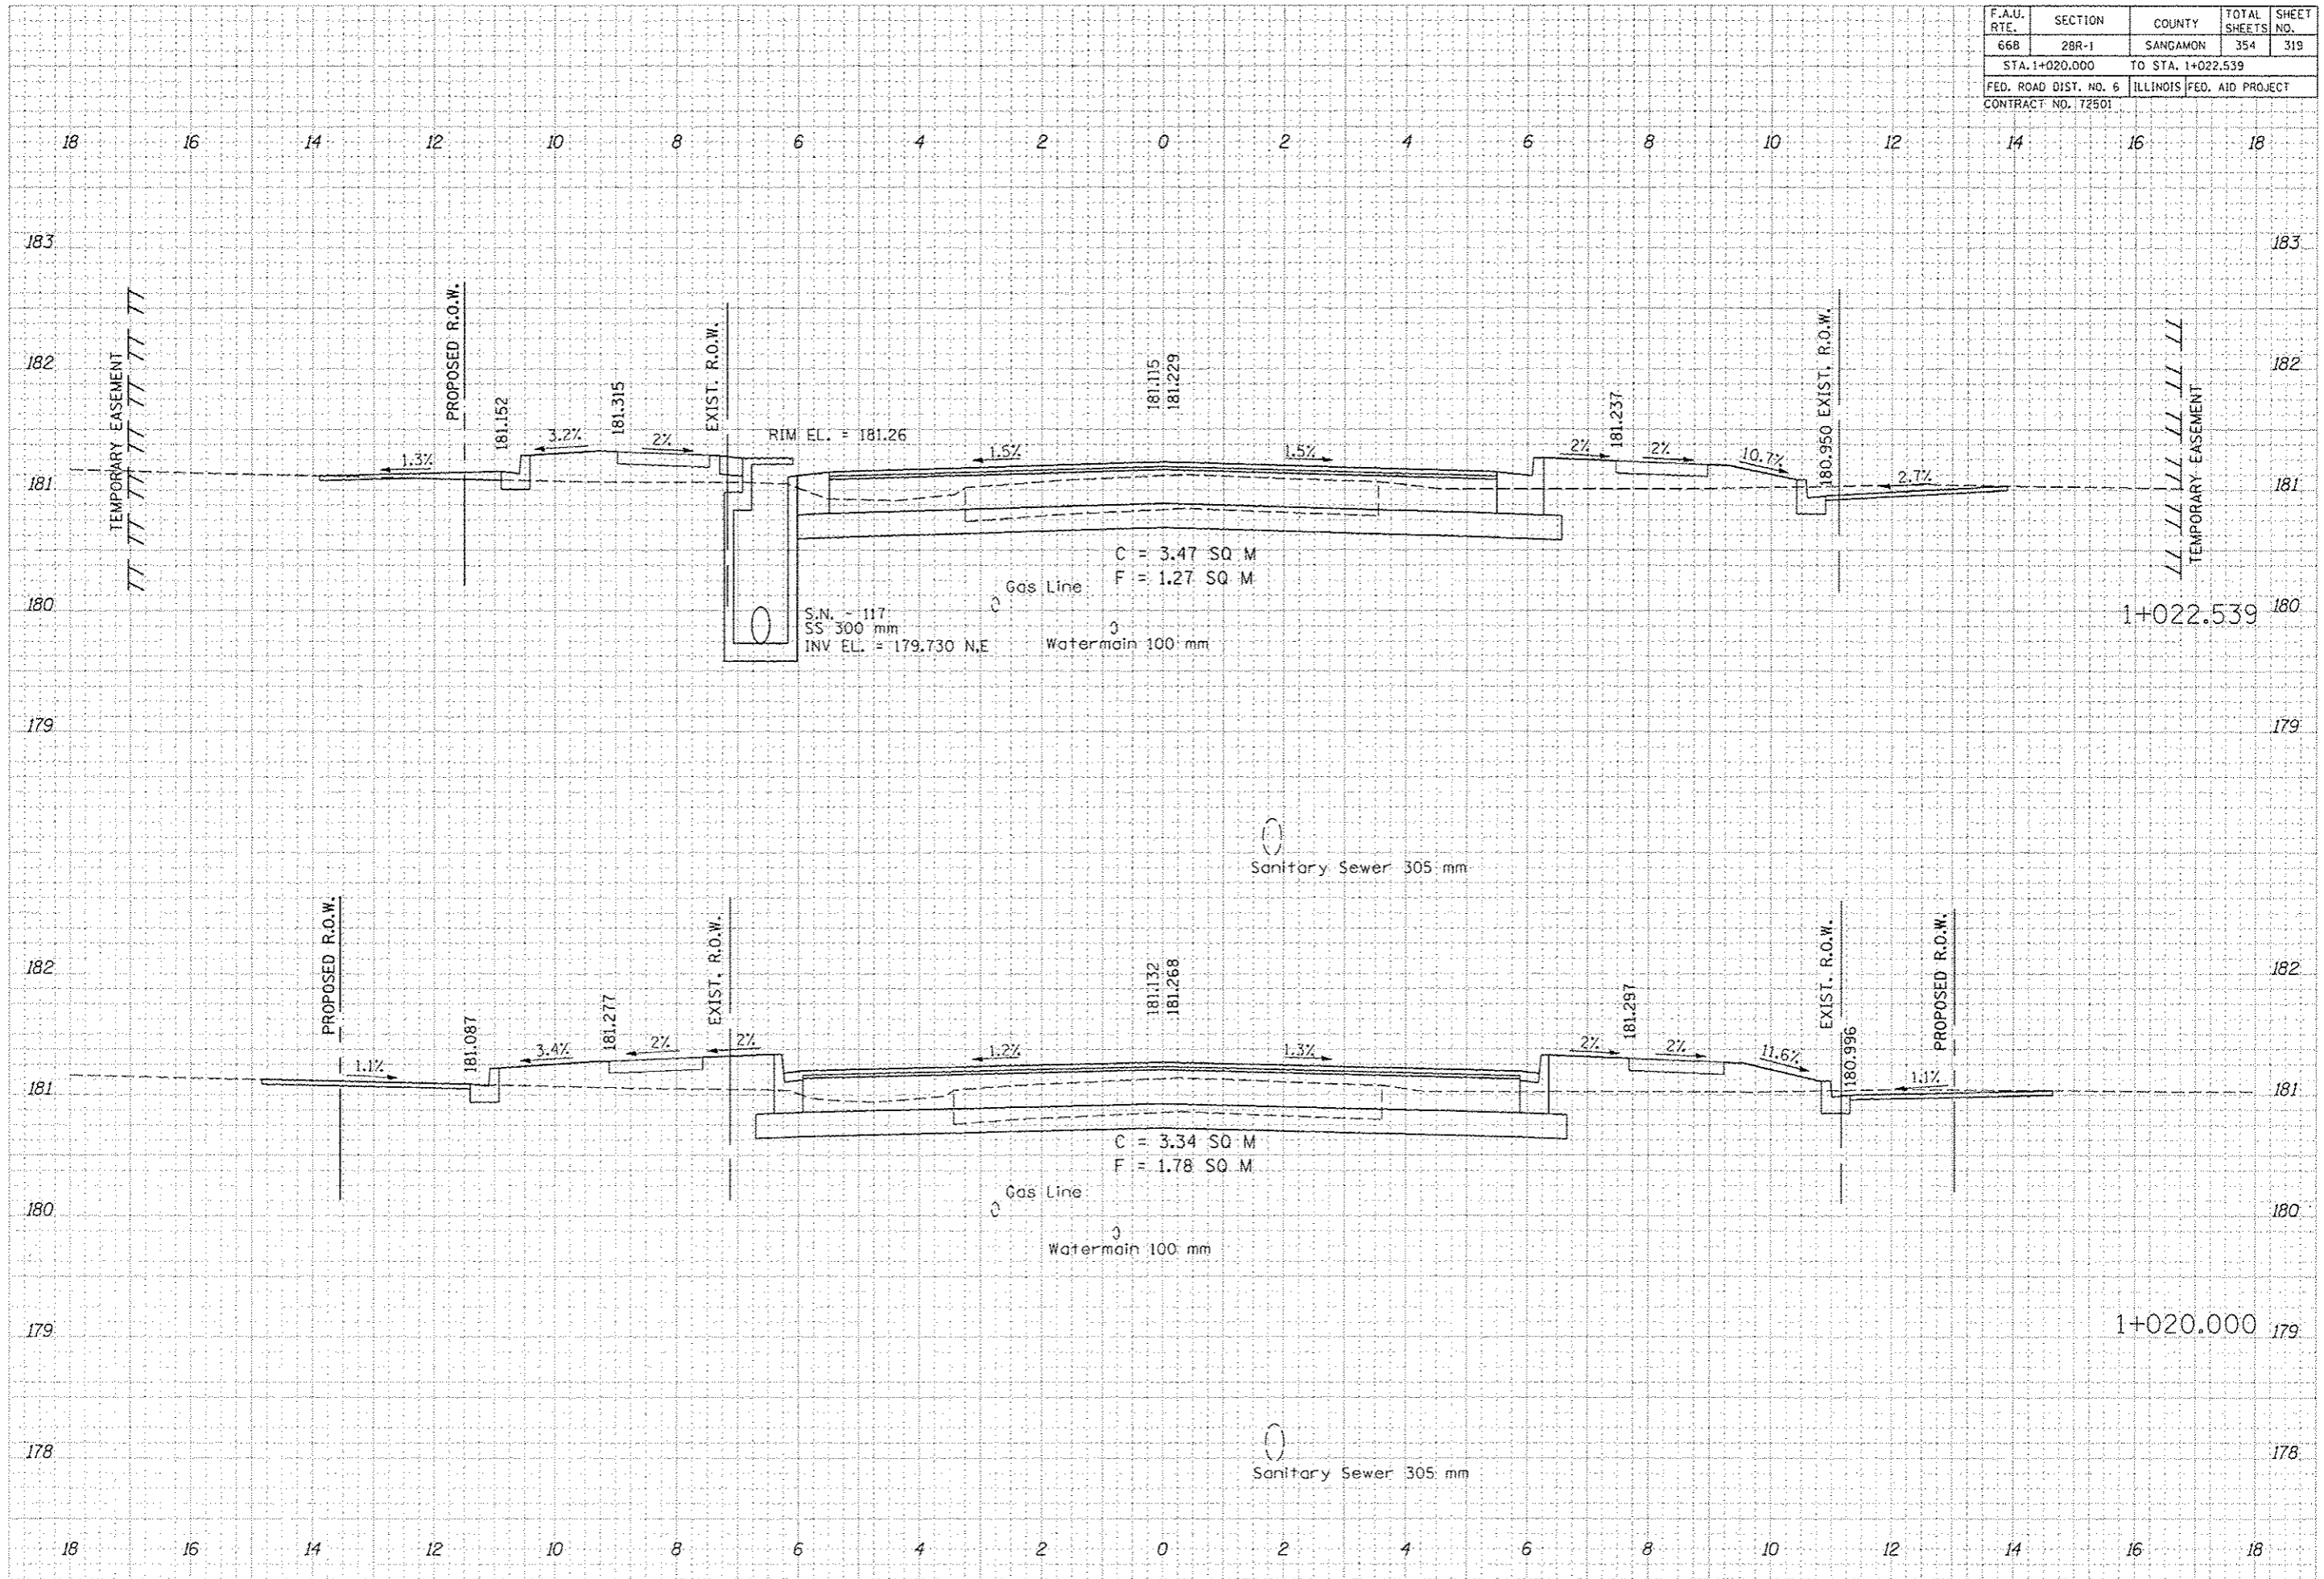 F.A.U. RTE. SECTION COUNTY TOTAL SHEETS SHEET NO.
668 28R-1 SANGAMON 354 319
STA. 1+020.000 TO STA. 1+022.539
FED. ROAD DIST. NO. 6 ILLINOIS FED. AID PROJECT
CONTRACT NO. 72501
18 16 14 12 10 8 6 4 2 0 2 4 6 8 10 12 14 16 18
183 183
182 182
181 181
180 180
179 179
TEMPORARY EASEMENT
PROPOSED R.O.W.
181.152
181.315
EXIST. R.O.W.
RIM EL. = 181.26
181.115
181.229
181.237
180.950 EXIST. R.O.W.
TEMPORARY EASEMENT
1.3% 3.2% 2% 1.5% 1.5% 2% 2% 10.7% 2.7%
C = 3.47 SQ M
F = 1.27 SQ M
Gas Line
S.N. - 117
SS 300 mm
INV EL. = 179.730 N,E
Watermain 100 mm
1+022.539
Sanitary Sewer 305 mm
182 182
181 181
180 180
179 179
178 178
PROPOSED R.O.W.
181.087
181.277
EXIST. R.O.W.
181.132
181.268
181.297
EXIST. R.O.W.
180.996
PROPOSED R.O.W.
1.1% 3.4% 2% 2% 1.2% 1.3% 2% 2% 11.6% 1.1%
C = 3.34 SQ M
F = 1.78 SQ M
Gas Line
Watermain 100 mm
1+020.000
Sanitary Sewer 305 mm
18 16 14 12 10 8 6 4 2 0 2 4 6 8 10 12 14 16 18